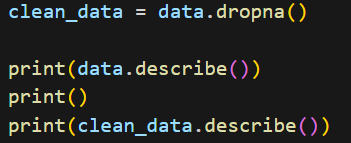 clean_data = data.dropna()
print(data.describe())
print()
print(clean_data.describe())